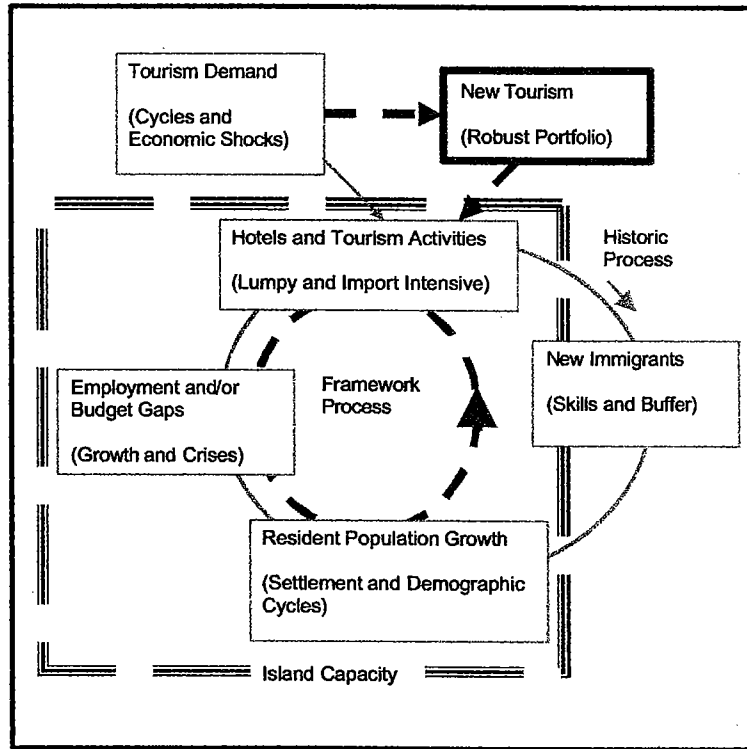 Tourism Demand
(Cycles and
Economic Shocks)
New Tourism
(Robust Portfolio)
Hotels and Tourism Activities
(Lumpy and Import Intensive)
Historic
Process
New Immigrants
(Skills and Buffer)
Employment and/or
Budget Gaps
(Growth and Crises)
Framework
Process
Resident Population Growth
(Settlement and Demographic
Cycles)
Island Capacity